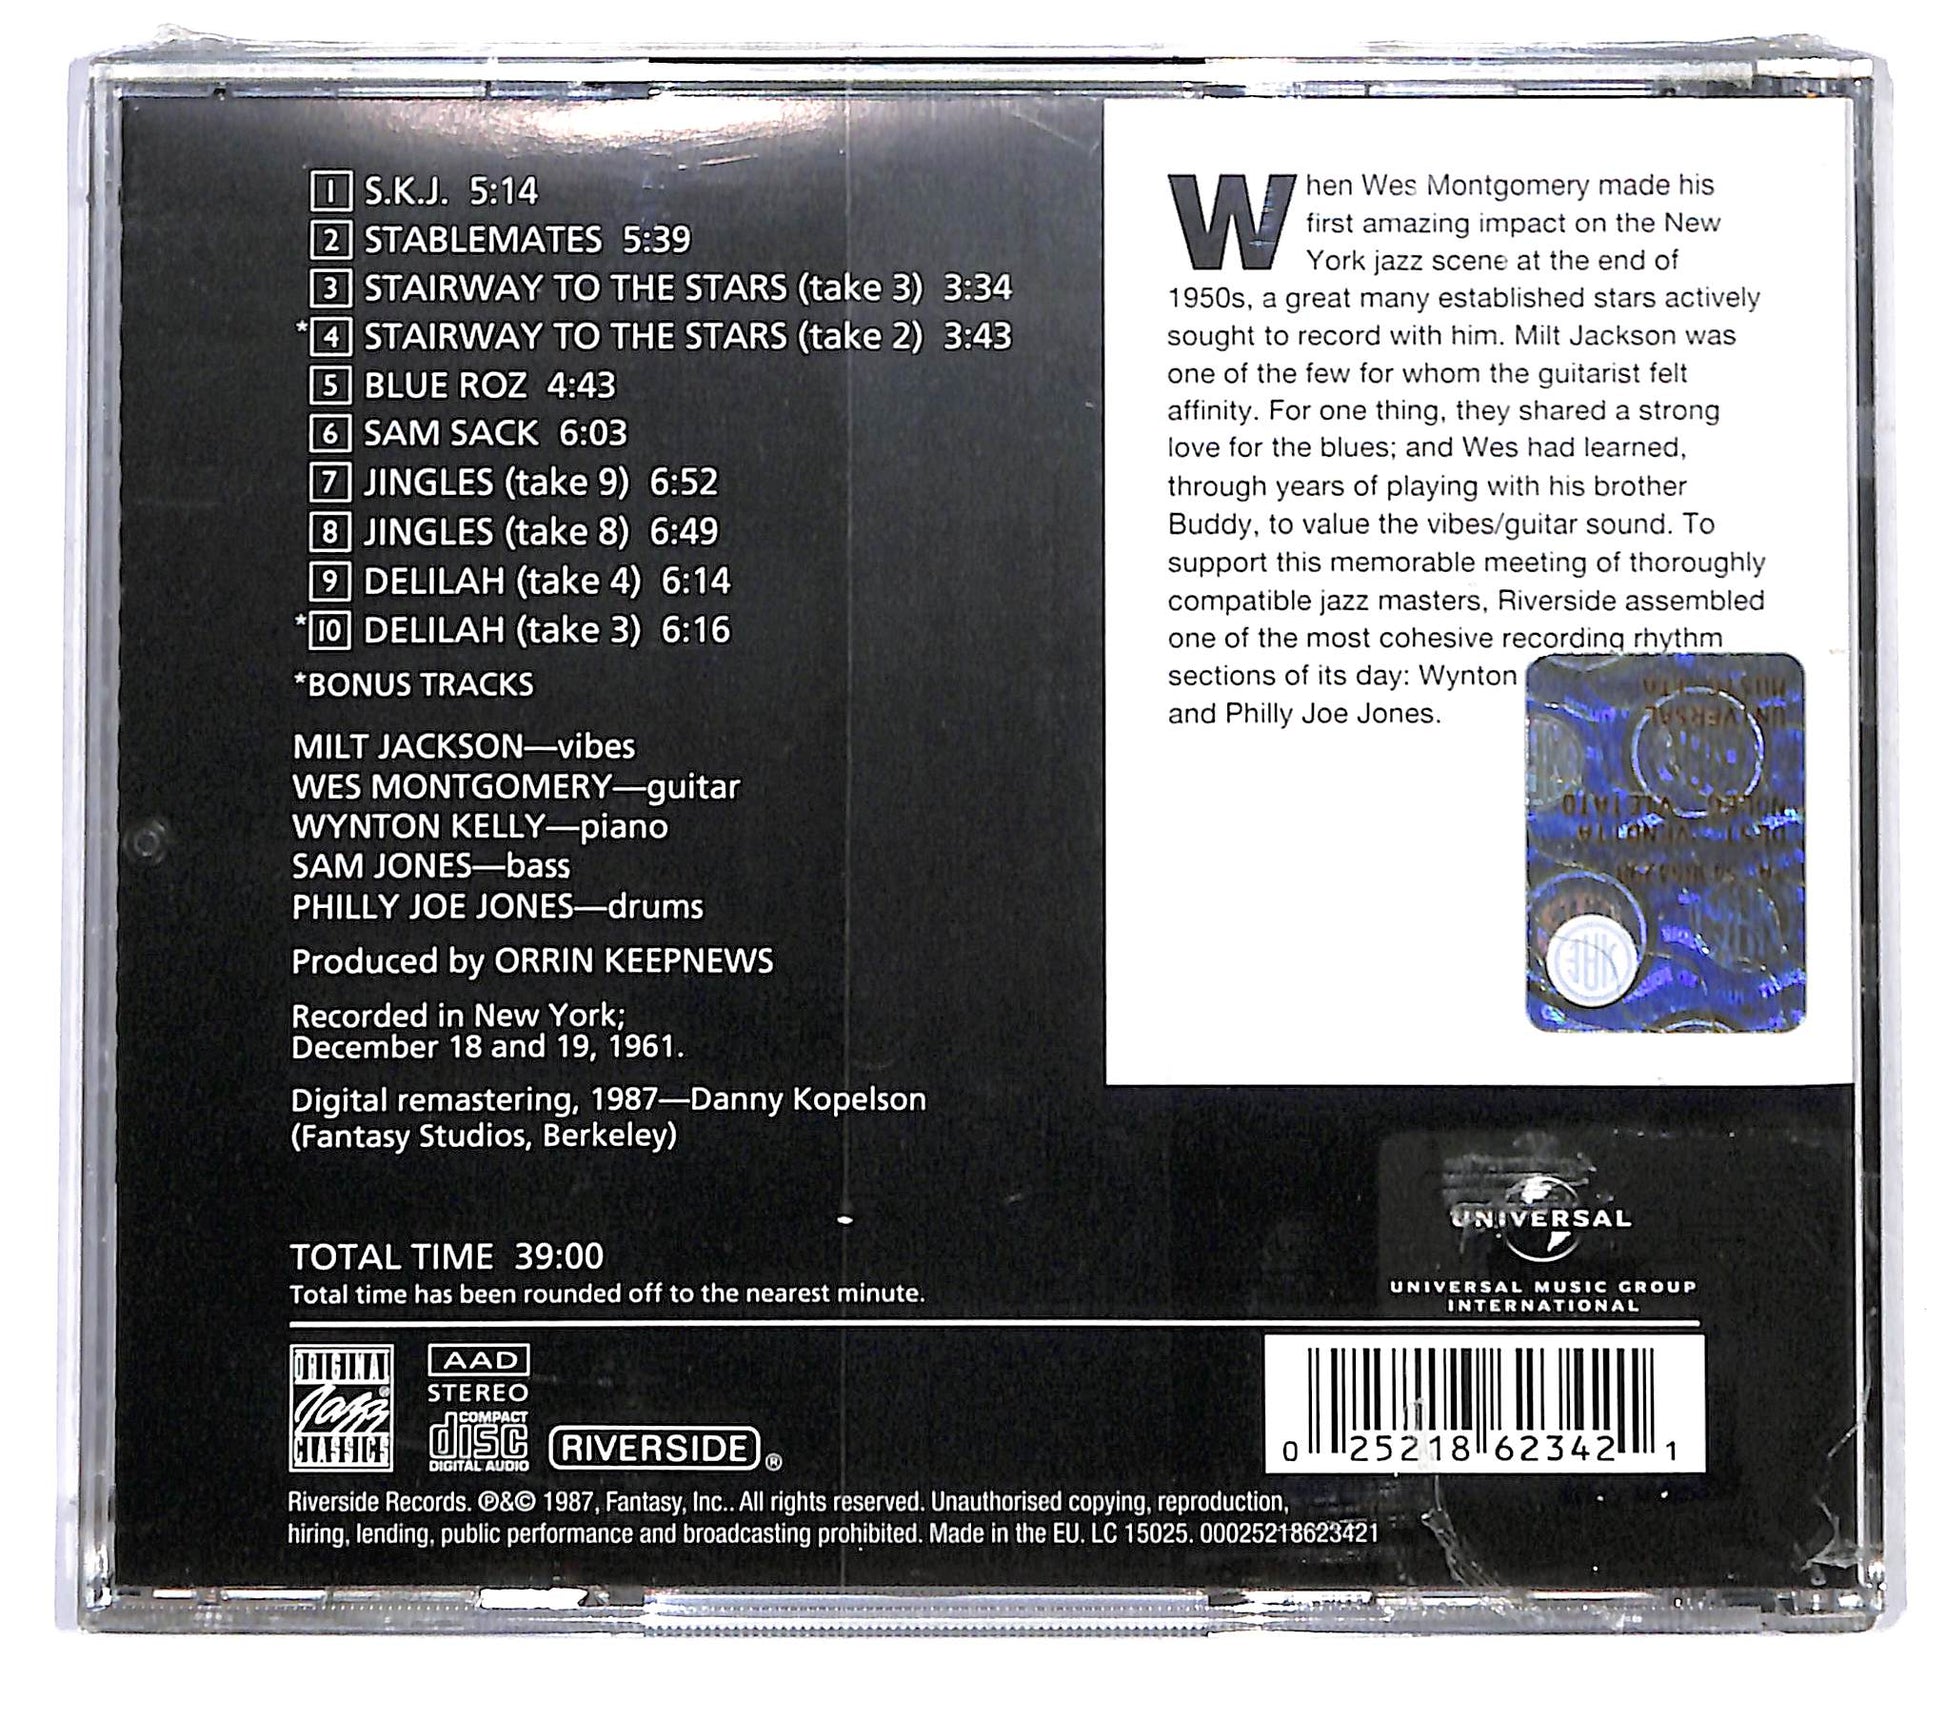 1 S.K.J. 5:14
2 STABLEMATES 5:39
3 STAIRWAY TO THE STARS (take 3) 3:34
*4 STAIRWAY TO THE STARS (take 2) 3:43
5 BLUE ROZ 4:43
6 SAM SACK 6:03
7 JINGLES (take 9) 6:52
8 JINGLES (take 8) 6:49
9 DELILAH (take 4) 6:14
*10 DELILAH (take 3) 6:16
*BONUS TRACKS
MILT JACKSON—vibes
WES MONTGOMERY—guitar
WYNTON KELLY—piano
SAM JONES—bass
PHILLY JOE JONES—drums
Produced by ORRIN KEEPNEWS
Recorded in New York;
December 18 and 19, 1961.
Digital remastering, 1987—Danny Kopelson
(Fantasy Studios, Berkeley)
TOTAL TIME 39:00
Total time has been rounded off to the nearest minute.
When Wes Montgomery made his
first amazing impact on the New
York jazz scene at the end of
1950s, a great many established stars actively
sought to record with him. Milt Jackson was
one of the few for whom the guitarist felt
affinity. For one thing, they shared a strong
love for the blues; and Wes had learned,
through years of playing with his brother
Buddy, to value the vibes/guitar sound. To
support this memorable meeting of thoroughly
compatible jazz masters, Riverside assembled
one of the most cohesive recording rhythm
sections of its day: Wynton
and Philly Joe Jones.
UNIVERSAL
VIETATO
SIAE
UNIVERSAL
UNIVERSAL MUSIC GROUP
INTERNATIONAL
ORIGINAL
Jazz®
CLASSICS
AAD
STEREO
COMPACT
disc
DIGITAL AUDIO
RIVERSIDE®
0 25218 62342 1
Riverside Records. ℗&© 1987, Fantasy, Inc.. All rights reserved. Unauthorised copying, reproduction,
hiring, lending, public performance and broadcasting prohibited. Made in the EU. LC 15025. 00025218623421